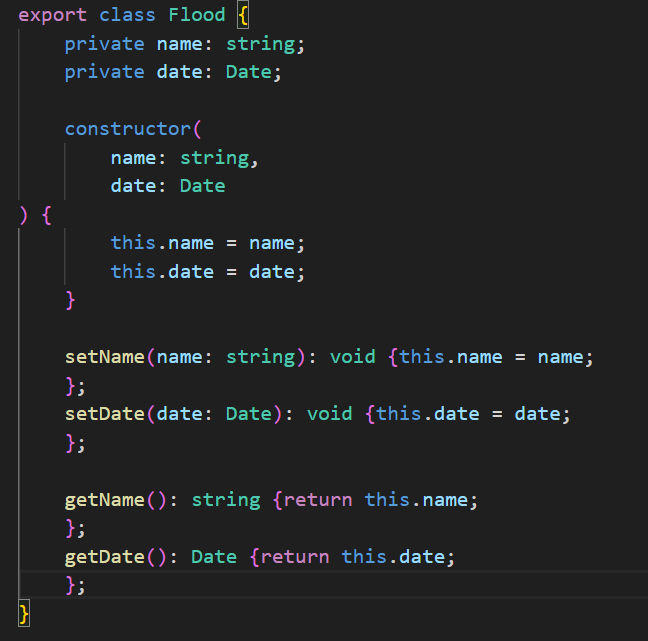 export class Flood {
    private name: string;
    private date: Date;

    constructor(
        name: string,
        date: Date
) {
        this.name = name;
        this.date = date;
    }

    setName(name: string): void {this.name = name;
    };
    setDate(date: Date): void {this.date = date;
    };

    getName(): string {return this.name;
    };
    getDate(): Date {return this.date;
    };
}